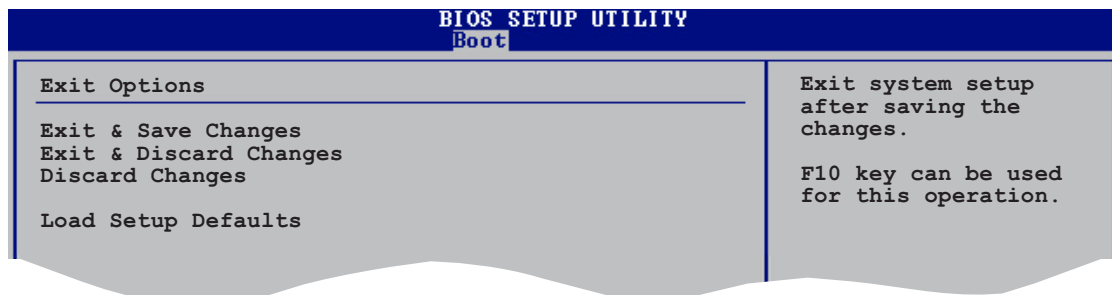 BIOS SETUP UTILITY
Boot
Exit Options
Exit & Save Changes
Exit & Discard Changes
Discard Changes
Load Setup Defaults
Exit system setup
after saving the
changes.
F10 key can be used
for this operation.